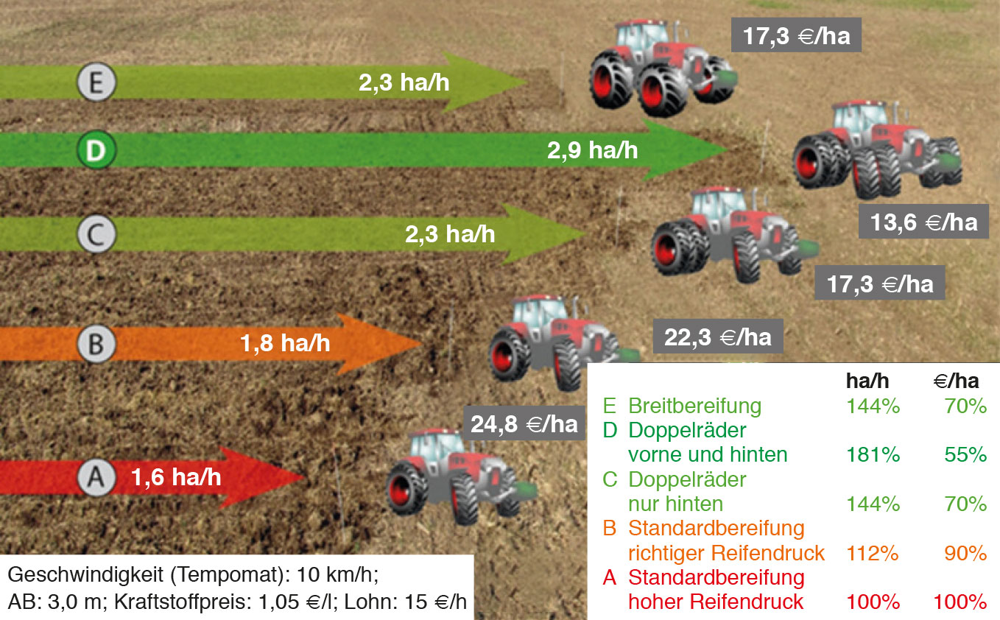 17,3 €/ha
E
2,3 ha/h
D
2,9 ha/h
13,6 €/ha
C
2,3 ha/h
17,3 €/ha
B
1,8 ha/h
22,3 €/ha
24,8 €/ha
A
1,6 ha/h
ha/h €/ha
E Breitbereifung 144% 70%
D Doppelräder
vorne und hinten 181% 55%
C Doppelräder
nur hinten 144% 70%
B Standardbereifung
richtiger Reifendruck 112% 90%
A Standardbereifung
hoher Reifendruck 100% 100%
Geschwindigkeit (Tempomat): 10 km/h;
AB: 3,0 m; Kraftstoffpreis: 1,05 €/l; Lohn: 15 €/h